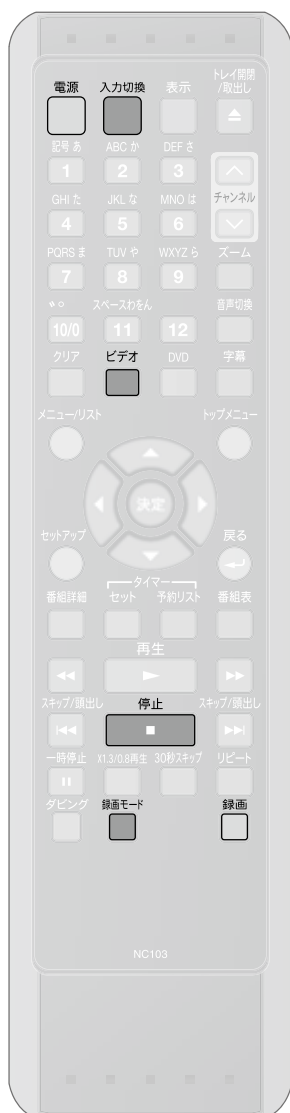 電源 入力切換 表示 トレイ開閉/取出し
記号 あ ABC か DEF さ
1 2 3
GHI た JKL な MNO は チャンネル
4 5 6
PQRS ま TUV や WXYZ ら ズーム
7 8 9
゛゜ スペースわをん 音声切換
10/0 11 12
クリア ビデオ DVD 字幕
メニュー/リスト トップメニュー
決定
セットアップ 戻る
タイマー
番組詳細 セット 予約リスト 番組表
再生
スキップ/頭出し 停止 スキップ/頭出し
一時停止 X1.3/0.8再生 30秒スキップ リピート
ダビング 録画モード 録画
NC103